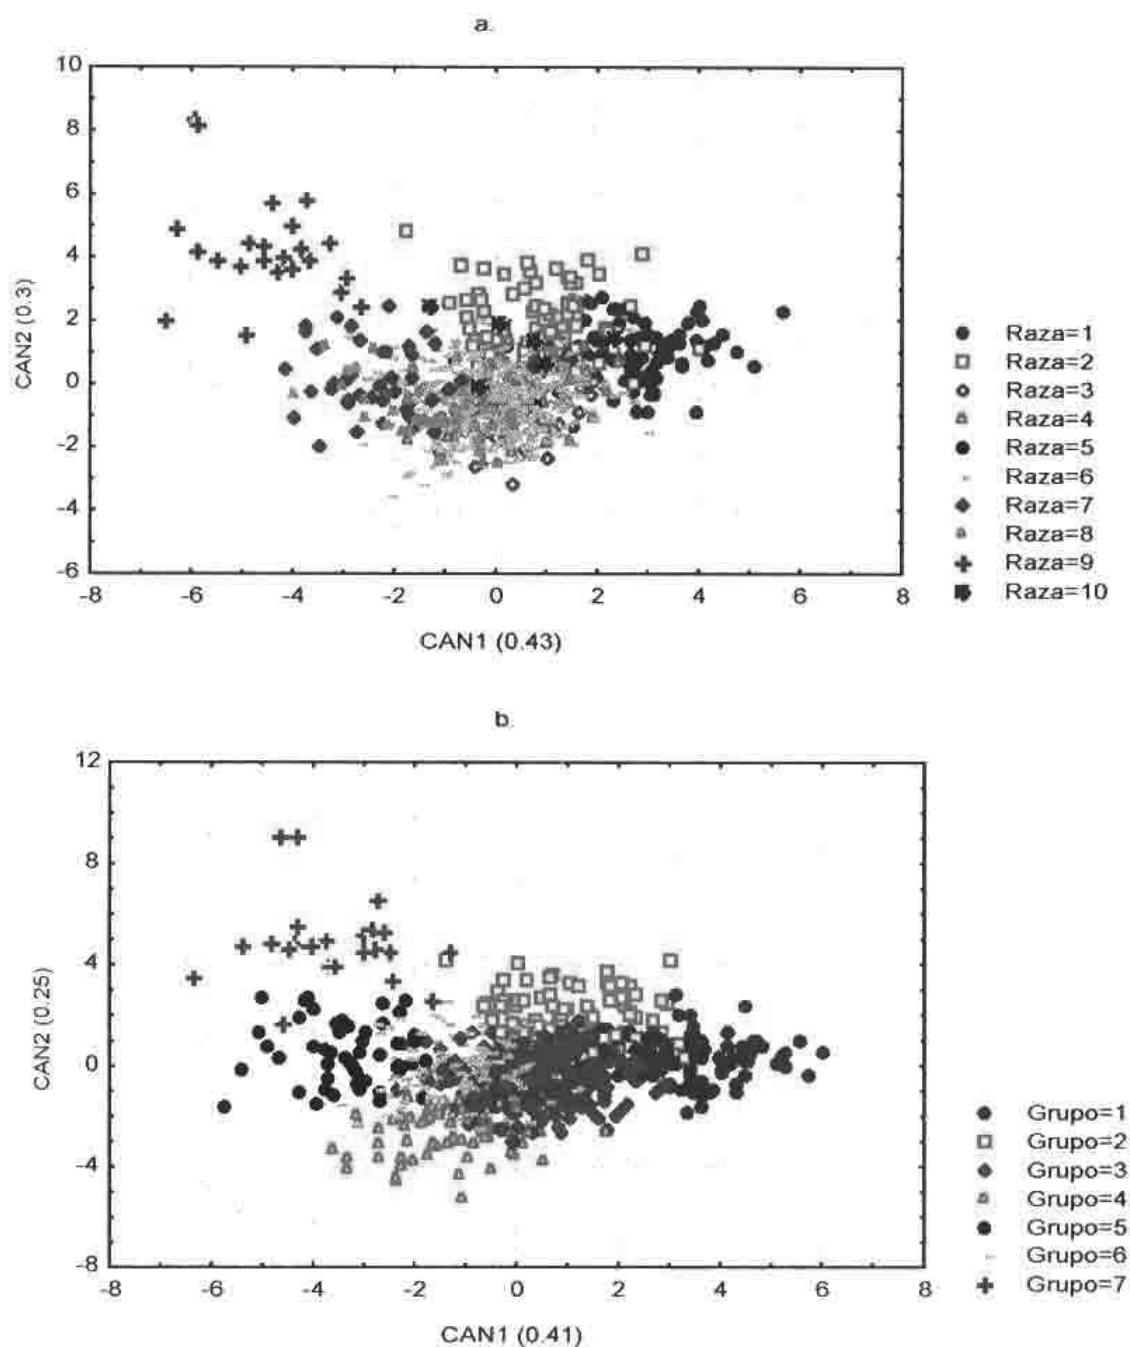 a.
10
8
6
4
2
0
-2
-4
-6
CAN2 (0.3)
-8 -6 -4 -2 0 2 4 6 8
CAN1 (0.43)
Raza=1
Raza=2
Raza=3
Raza=4
Raza=5
Raza=6
Raza=7
Raza=8
Raza=9
Raza=10
b.
12
8
4
0
-4
-8
CAN2 (0.25)
-8 -6 -4 -2 0 2 4 6 8
CAN1 (0.41)
Grupo=1
Grupo=2
Grupo=3
Grupo=4
Grupo=5
Grupo=6
Grupo=7